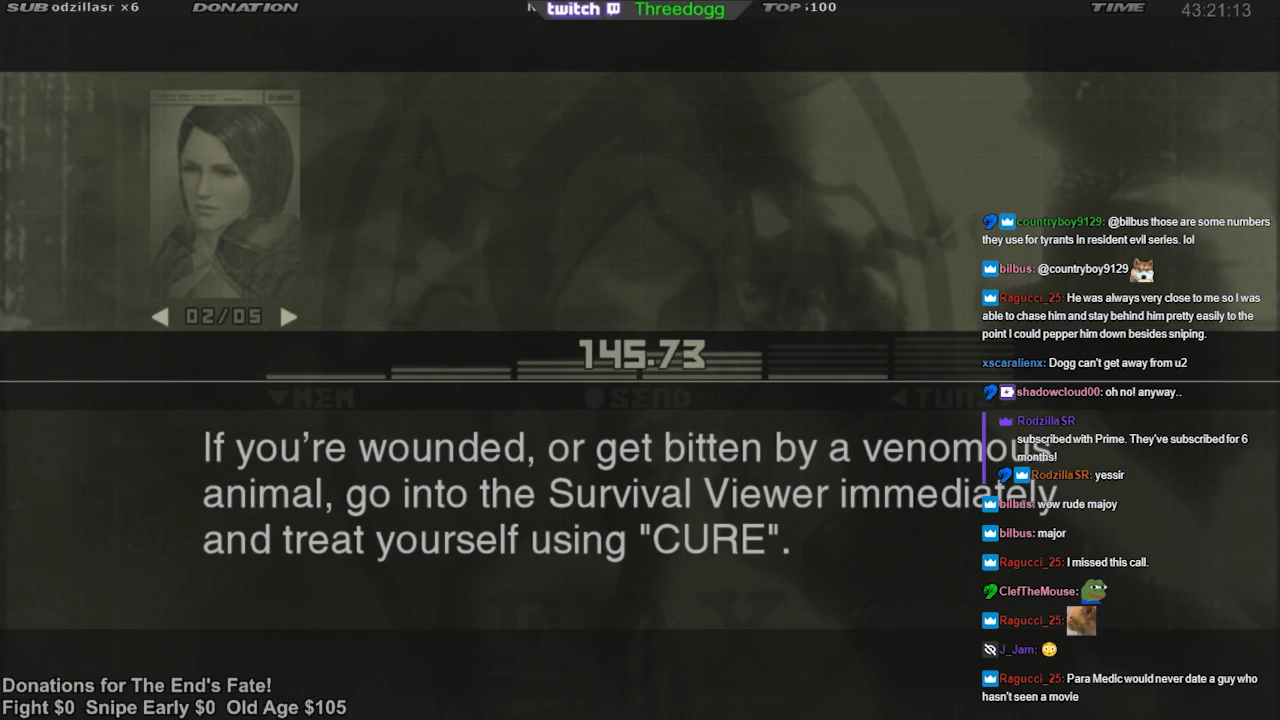 SUB odzillasr x6 DONATION twitch Threedogg TOP :100 TIME 43:21:13
02/05
145.73
MEM SEND
If you're wounded, or get bitten by a venomous
animal, go into the Survival Viewer immediately
and treat yourself using "CURE".
countryboy9129: @bilbus those are some numbers
they use for tyrants in resident evil series. lol
bilbus: @countryboy9129
Ragucci_25: He was always very close to me so I was
able to chase him and stay behind him pretty easily to the
point I could pepper him down besides sniping.
xscaralienx: Dogg can't get away from u2
shadowcloud00: oh no! anyway..
RodzillaSR
subscribed with Prime. They've subscribed for 6
months!
RodzillaSR: yessir
bilbus: wow rude majoy
bilbus: major
Ragucci_25: I missed this call.
ClefTheMouse:
Ragucci_25:
J_Jam:
Ragucci_25: Para Medic would never date a guy who
hasn't seen a movie
Donations for The End's Fate!
Fight $0 Snipe Early $0 Old Age $105